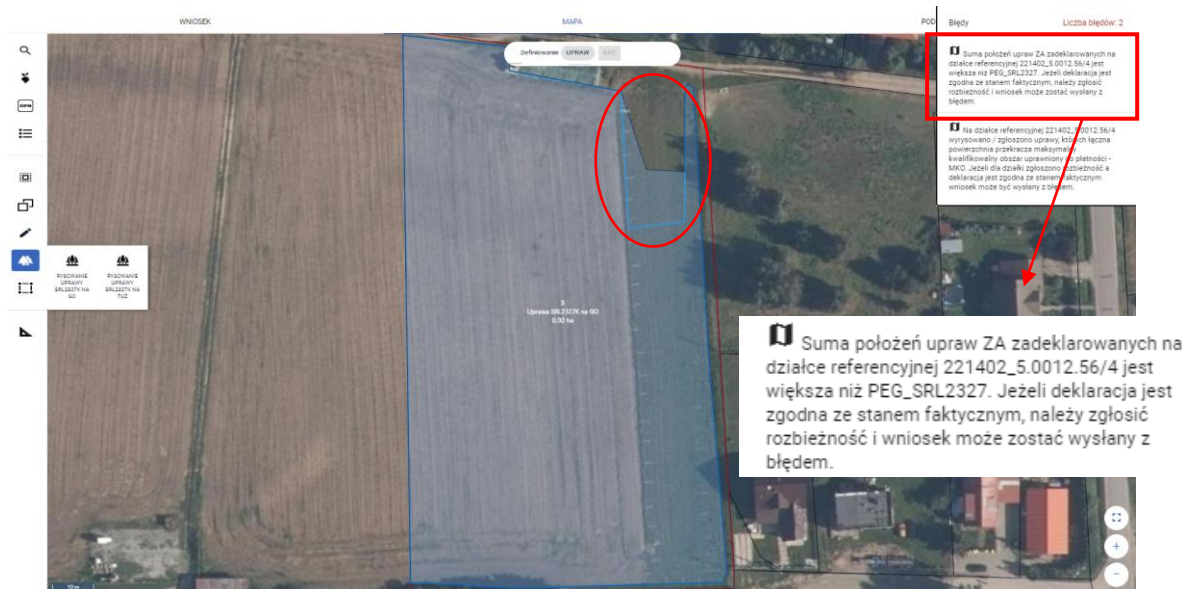 WNIOSEK
MAPA
POD
Błędy
Liczba błędów: 2
Definiowanie
UPRAW
EKO
Suma położeń upraw ZA zadeklarowanych na
działce referencyjnej 221402_5.0012.56/4 jest
większa niż PEG_SRL2327. Jeżeli deklaracja jest
zgodna ze stanem faktycznym, należy zgłosić
rozbieżność i wniosek może zostać wysłany z
błędem.
Na działce referencyjnej 221402_5.0012.56/4
wyrysowano / zgłoszono uprawy, których łączna
powierzchnia przekracza maksymalny
kwalifikowalny obszar uprawniony do płatności -
MKO. Jeżeli dla działki zgłoszono rozbieżność a
deklaracja jest zgodna ze stanem faktycznym
wniosek może być wysłany z błędem.
RYSOWANIE
UPRAWY
SRL2327K NA
GO
RYSOWANIE
UPRAWY
SRL2327K NA
TUZ
5
Uprawa SRL2327K na GO
0.92 ha
Suma położeń upraw ZA zadeklarowanych na
działce referencyjnej 221402_5.0012.56/4 jest
większa niż PEG_SRL2327. Jeżeli deklaracja jest
zgodna ze stanem faktycznym, należy zgłosić
rozbieżność i wniosek może zostać wysłany z
błędem.
10 m